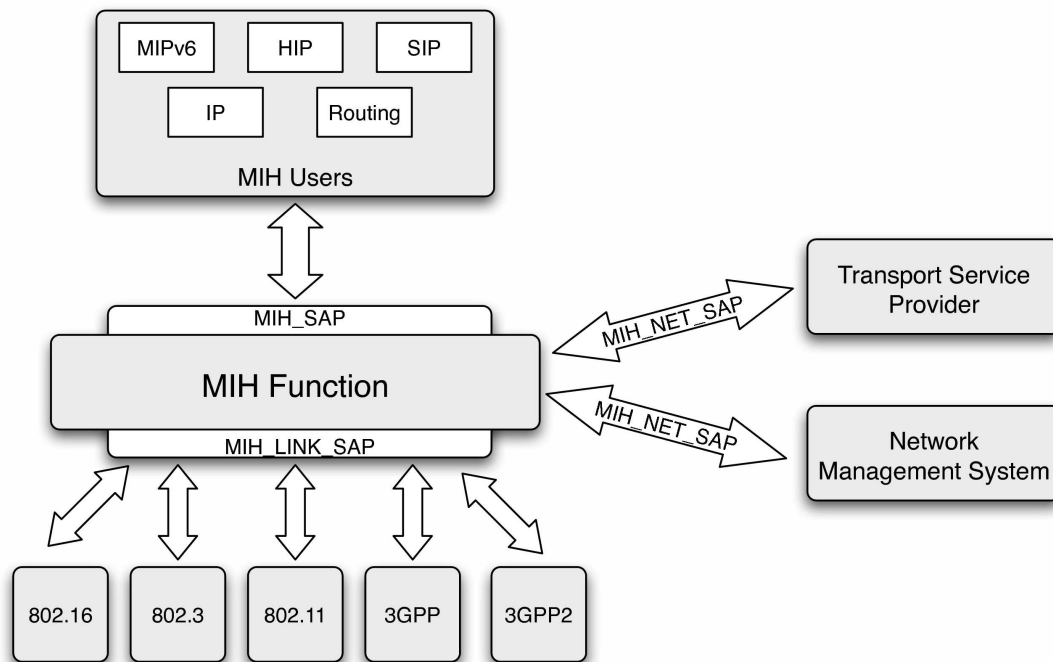 MIPv6
HIP
SIP
IP
Routing
MIH Users
MIH_SAP
MIH Function
MIH_LINK_SAP
MIH_NET_SAP
Transport Service
Provider
MIH_NET_SAP
Network
Management System
802.16
802.3
802.11
3GPP
3GPP2